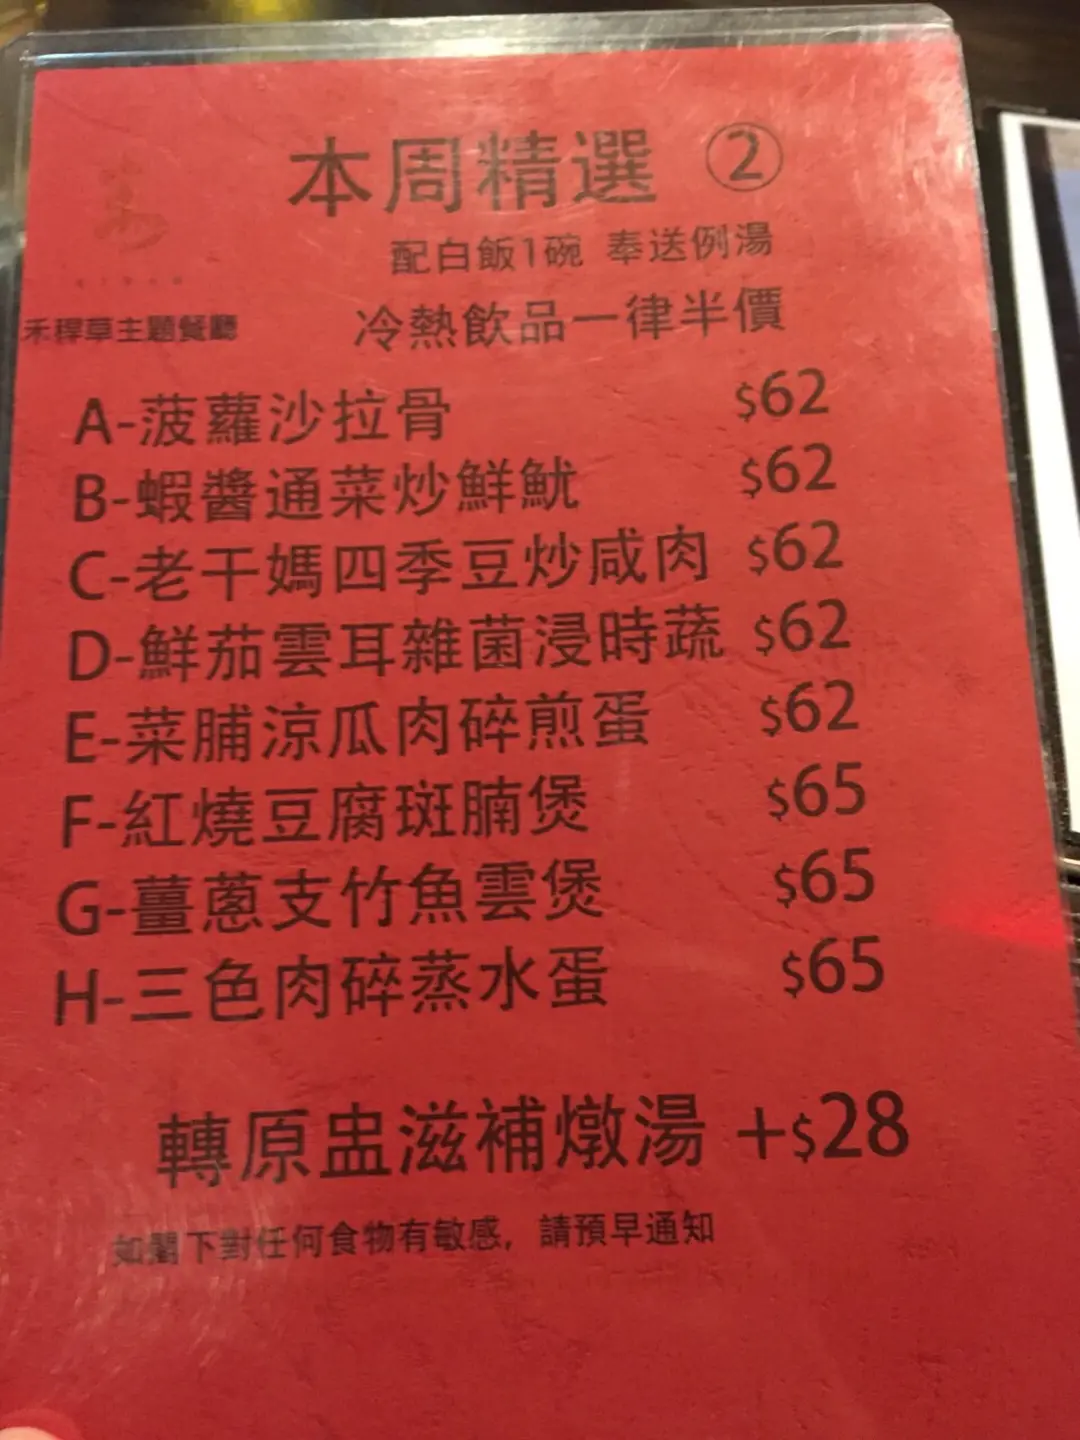 本周精選 ②
配白飯1碗 奉送例湯
禾稈草主題餐廳
冷熱飲品一律半價
A-菠蘿沙拉骨 $62
B-蝦醬通菜炒鮮魷 $62
C-老干媽四季豆炒咸肉 $62
D-鮮茄雲耳雜菌浸時蔬 $62
E-菜脯涼瓜肉碎煎蛋 $62
F-紅燒豆腐斑腩煲 $65
G-薑蔥支竹魚雲煲 $65
H-三色肉碎蒸水蛋 $65
轉原盅滋補燉湯 +$28
如閣下對任何食物有敏感，請預早通知